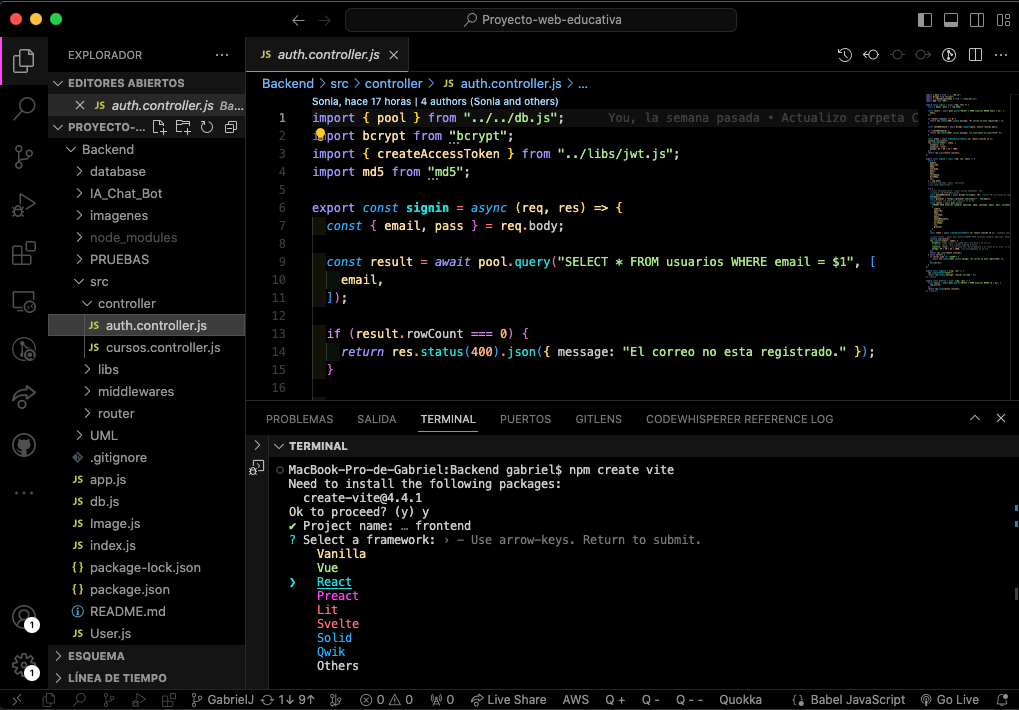 Proyecto-web-educativa
EXPLORADOR
EDITORES ABIERTOS
JS auth.controller.js Ba...
PROYECTO-...
Backend
database
IA_Chat_Bot
imagenes
node_modules
PRUEBAS
src
controller
JS auth.controller.js
JS cursos.controller.js
libs
middlewares
router
UML
.gitignore
JS app.js
JS db.js
JS Image.js
JS index.js
{} package-lock.json
{} package.json
README.md
JS User.js
ESQUEMA
LÍNEA DE TIEMPO
1
1
JS auth.controller.js
Backend > src > controller > JS auth.controller.js > ...
Sonia, hace 17 horas | 4 authors (Sonia and others)
1 import { pool } from "../../db.js"; You, la semana pasada • Actualizo carpeta C
2 import bcrypt from "bcrypt";
3 import { createAccessToken } from "../libs/jwt.js";
4 import md5 from "md5";
5
6 export const signin = async (req, res) => {
7 const { email, pass } = req.body;
8
9 const result = await pool.query("SELECT * FROM usuarios WHERE email = $1", [
10 email,
11 ]);
12
13 if (result.rowCount === 0) {
14 return res.status(400).json({ message: "El correo no esta registrado." });
15 }
16
PROBLEMAS SALIDA TERMINAL PUERTOS GITLENS CODEWHISPERER REFERENCE LOG
TERMINAL
MacBook-Pro-de-Gabriel:Backend gabriel$ npm create vite
Need to install the following packages:
create-vite@4.4.1
Ok to proceed? (y) y
✔ Project name: … frontend
? Select a framework: › - Use arrow-keys. Return to submit.
Vanilla
Vue
❯ React
Preact
Lit
Svelte
Solid
Qwik
Others
GabrielJ 1↓ 9↑ 0 0 0 Live Share AWS Q + Q - Q - - Quokka {} Babel JavaScript Go Live